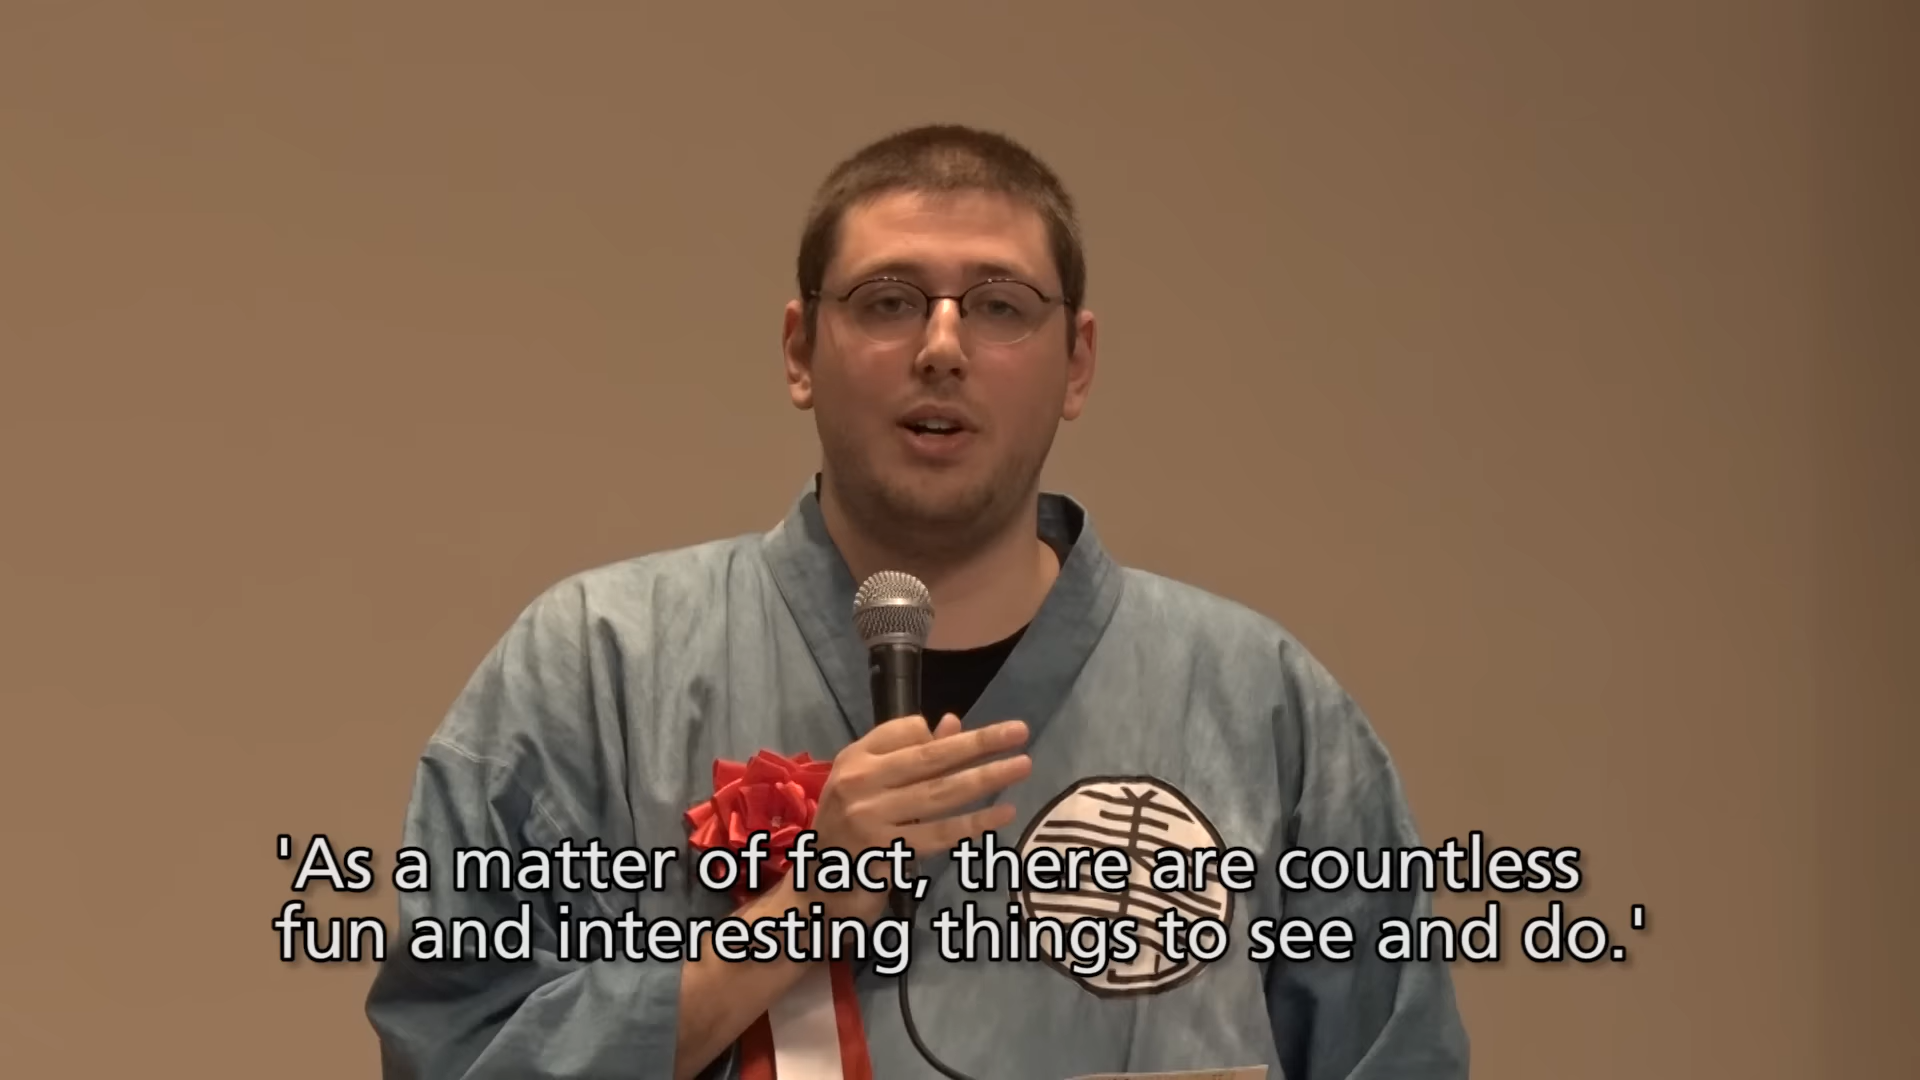 'As a matter of fact, there are countless
fun and interesting things to see and do.'